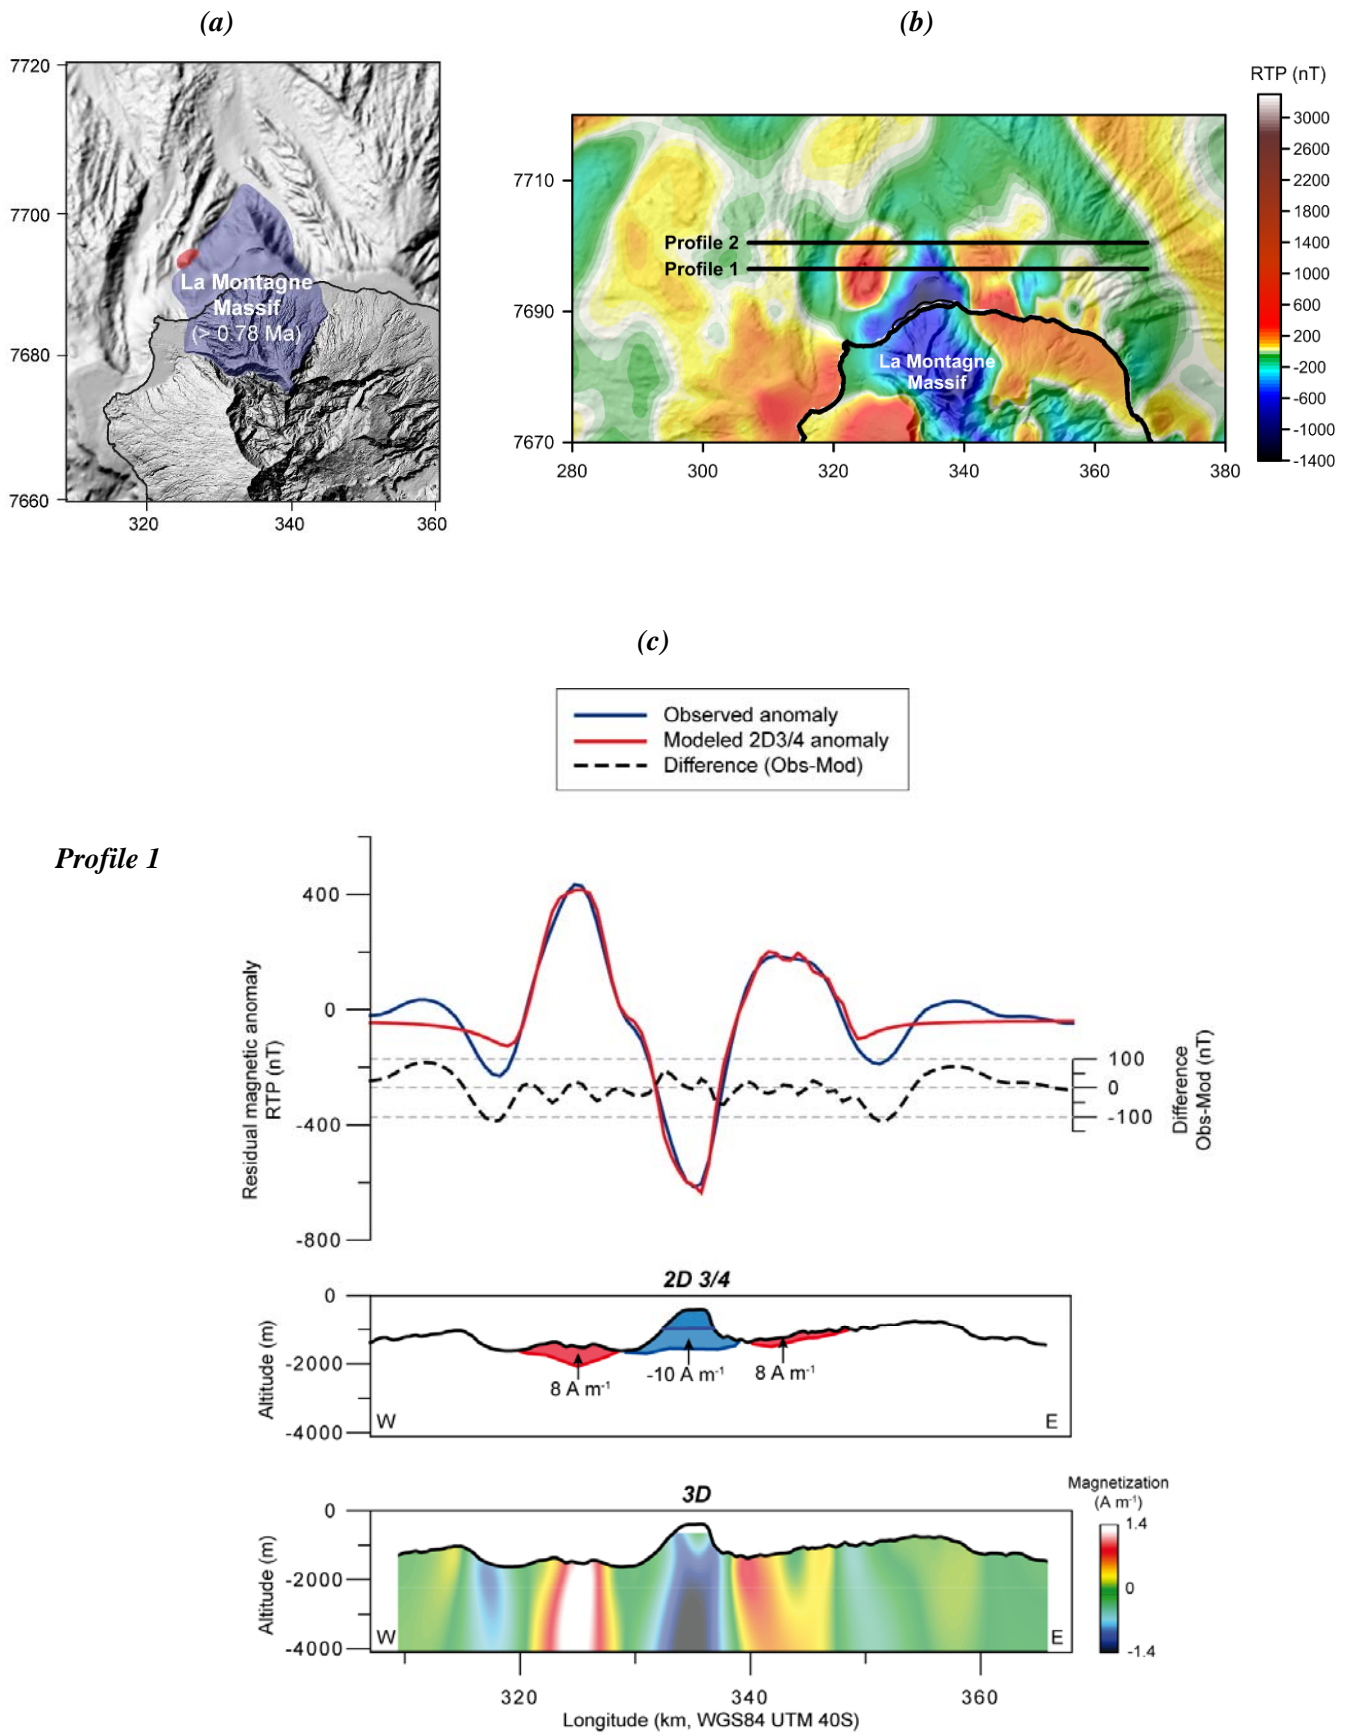 (a)
(b)
7720
7700
7680
7660
320
340
360
La Montagne
Massif
(> 0.78 Ma)
RTP (nT)
3000
2600
2200
1800
1400
1000
600
200
-200
-600
-1000
-1400
7710
7690
7670
280
300
320
340
360
380
Profile 2
Profile 1
La Montagne
Massif
(c)
Observed anomaly
Modeled 2D3/4 anomaly
Difference (Obs-Mod)
Profile 1
400
0
-400
-800
Residual magnetic anomaly
RTP (nT)
100
0
-100
Difference
Obs-Mod (nT)
2D 3/4
0
-2000
-4000
Altitude (m)
8 A m-1
-10 A m-1
8 A m-1
W
E
3D
Magnetization
(A m-1)
1.4
0
-1.4
0
-2000
-4000
Altitude (m)
W
E
320
340
360
Longitude (km, WGS84 UTM 40S)